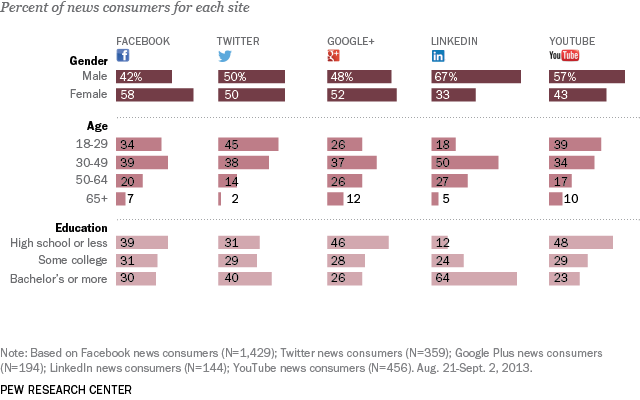 Percent of news consumers for each site
FACEBOOK TWITTER GOOGLE+ LINKEDIN YOUTUBE
f g+ in You Tube
Gender
Male 42% 50% 48% 67% 57%
Female 58 50 52 33 43
Age
18-29 34 45 26 18 39
30-49 39 38 37 50 34
50-64 20 14 26 27 17
65+ 7 2 12 5 10
Education
High school or less 39 31 46 12 48
Some college 31 29 28 24 29
Bachelor's or more 30 40 26 64 23
Note: Based on Facebook news consumers (N=1,429); Twitter news consumers (N=359); Google Plus news consumers
(N=194); LinkedIn news consumers (N=144); YouTube news consumers (N=456). Aug. 21-Sept. 2, 2013.
PEW RESEARCH CENTER